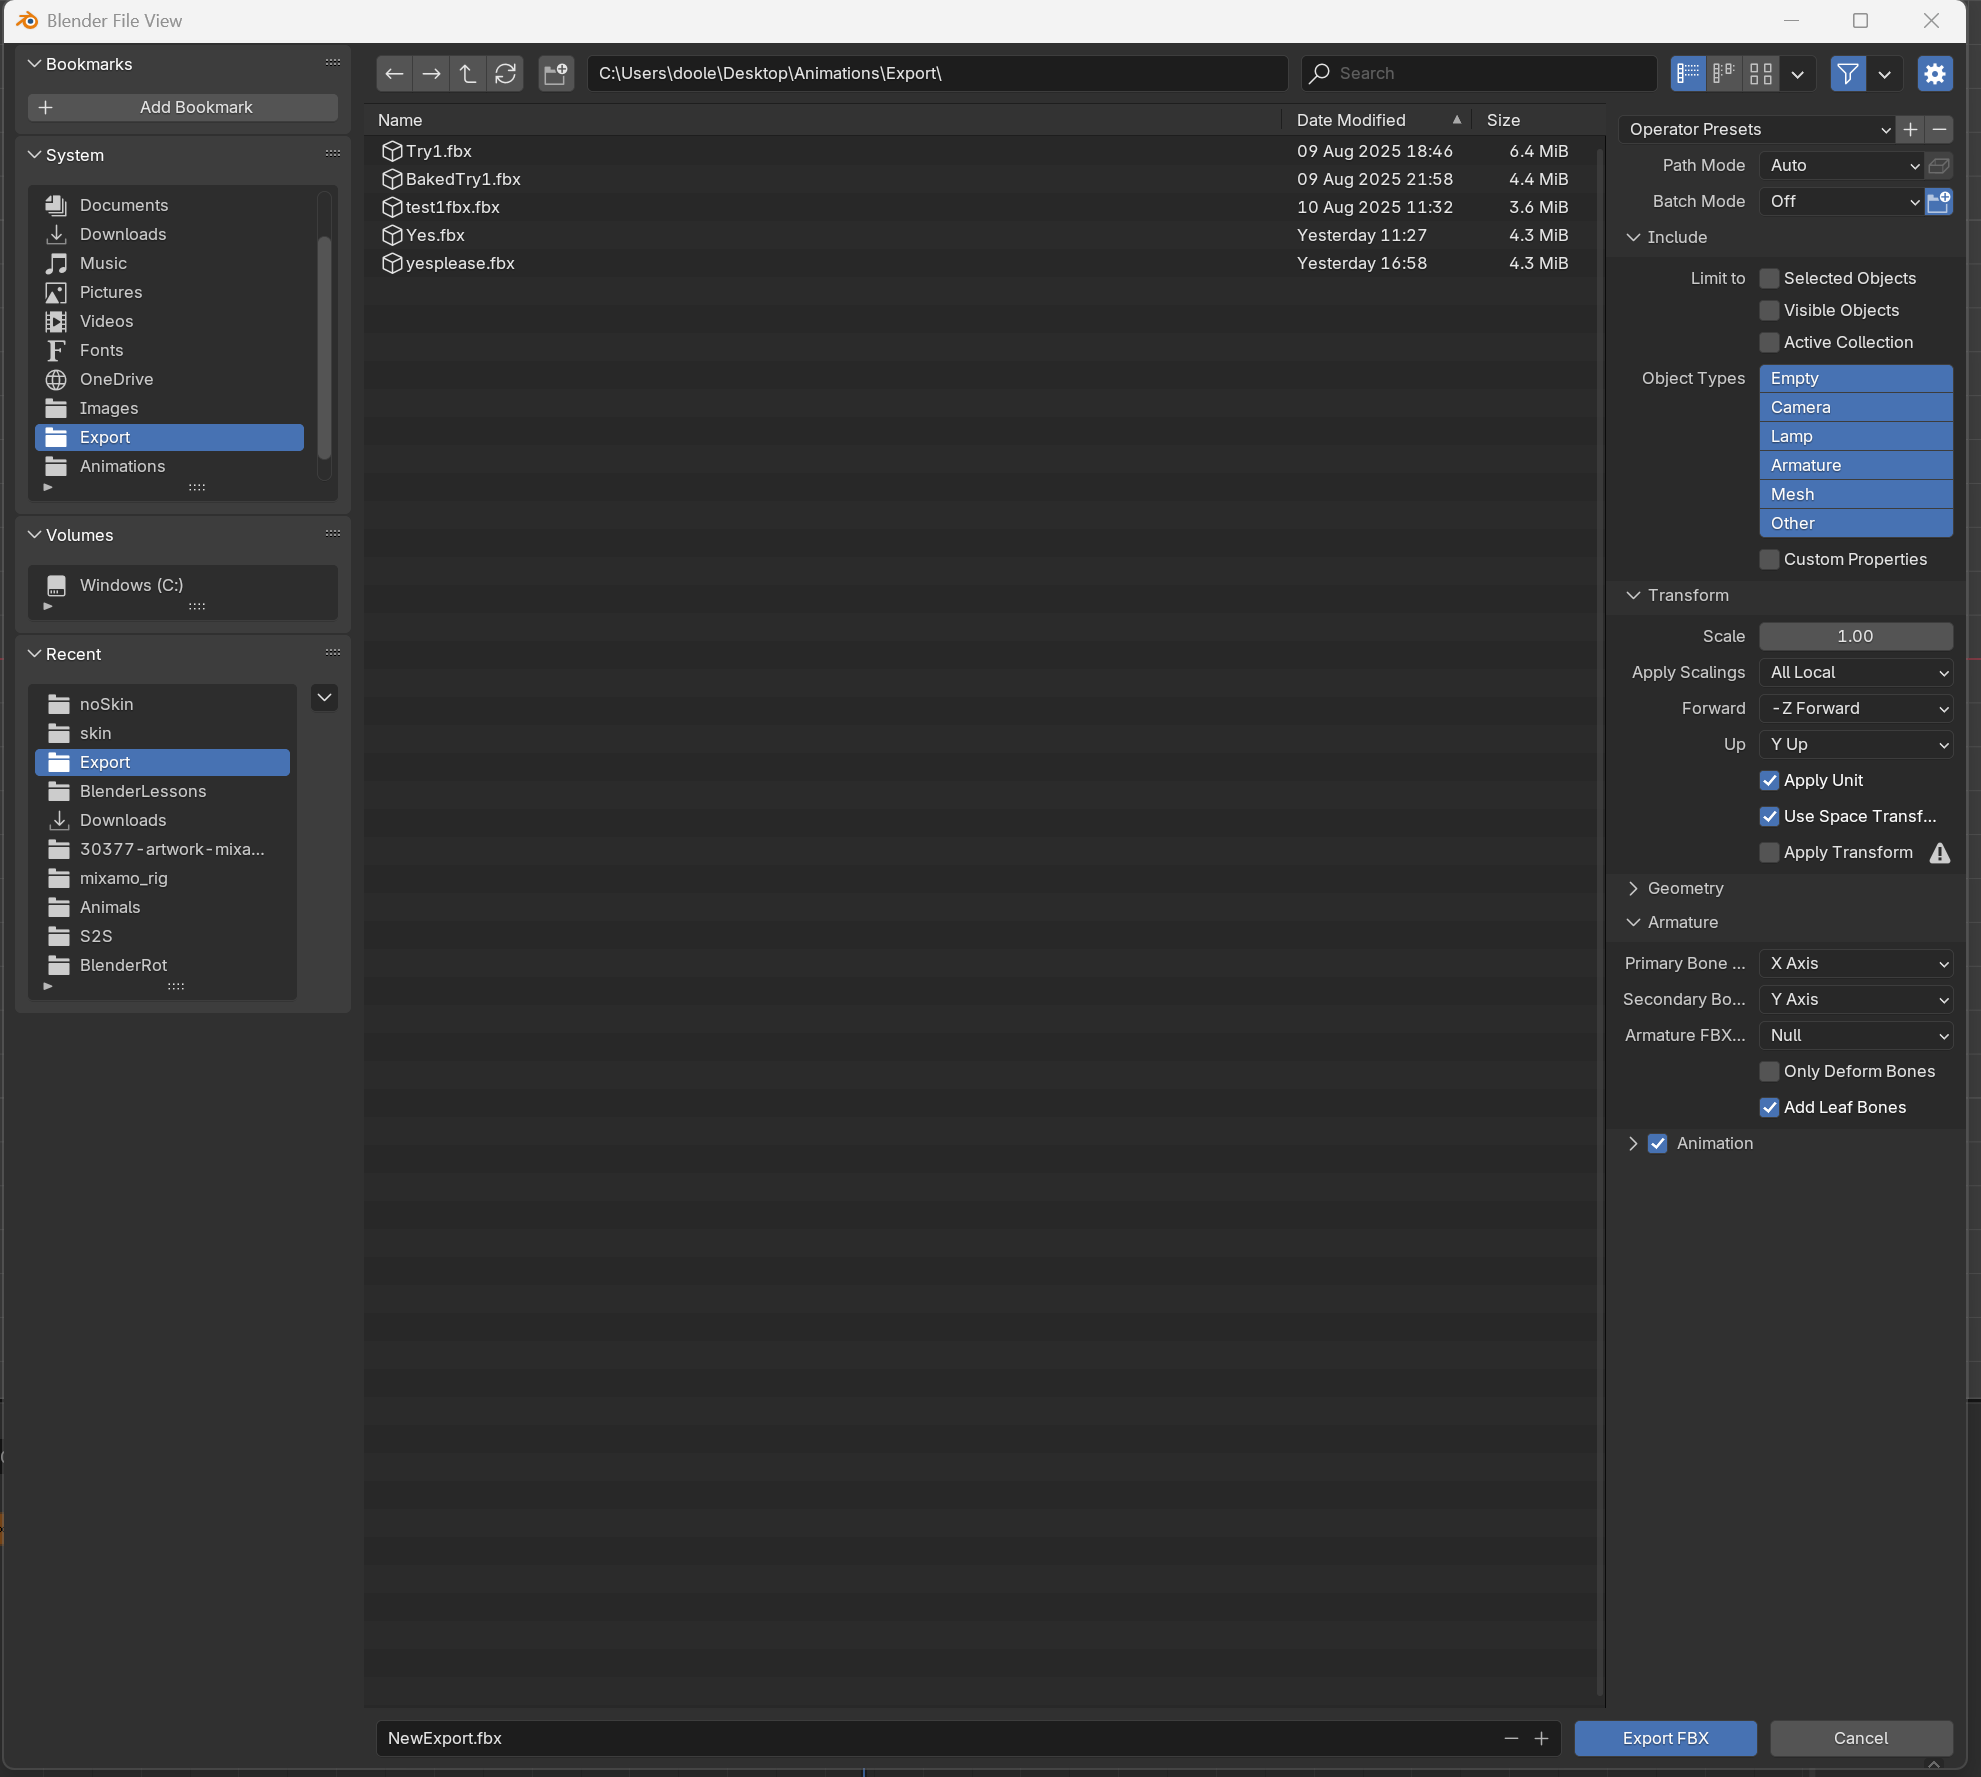 Blender File View
Bookmarks
Add Bookmark
System
Documents
Downloads
Music
Pictures
Videos
Fonts
OneDrive
Images
Export
Animations
Volumes
Windows (C:)
Recent
noSkin
skin
Export
BlenderLessons
Downloads
30377-artwork-mixa...
mixamo_rig
Animals
S2S
BlenderRot
C:\Users\doole\Desktop\Animations\Export\
Search
Name Date Modified Size
Try1.fbx 09 Aug 2025 18:46 6.4 MiB
BakedTry1.fbx 09 Aug 2025 21:58 4.4 MiB
test1fbx.fbx 10 Aug 2025 11:32 3.6 MiB
Yes.fbx Yesterday 11:27 4.3 MiB
yesplease.fbx Yesterday 16:58 4.3 MiB
Operator Presets
Path Mode Auto
Batch Mode Off
Include
Limit to Selected Objects
Visible Objects
Active Collection
Object Types Empty
Camera
Lamp
Armature
Mesh
Other
Custom Properties
Transform
Scale 1.00
Apply Scalings All Local
Forward -Z Forward
Up Y Up
Apply Unit
Use Space Transf...
Apply Transform
Geometry
Armature
Primary Bone ... X Axis
Secondary Bo... Y Axis
Armature FBX... Null
Only Deform Bones
Add Leaf Bones
Animation
NewExport.fbx
Export FBX
Cancel